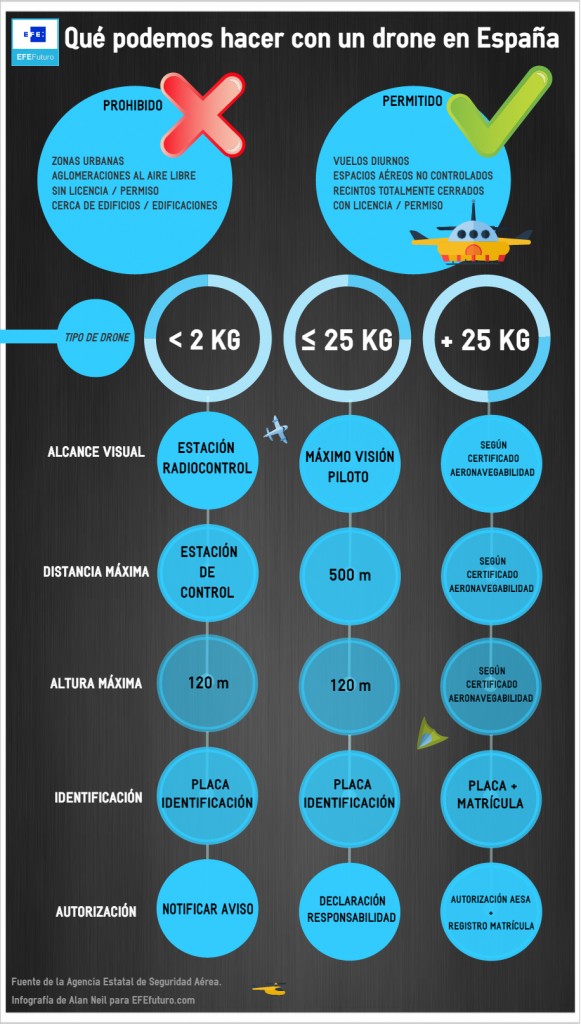 EFE:
EFEFuturo
Qué podemos hacer con un drone en España
PROHIBIDO
ZONAS URBANAS
AGLOMERACIONES AL AIRE LIBRE
SIN LICENCIA / PERMISO
CERCA DE EDIFICIOS / EDIFICACIONES
PERMITIDO
VUELOS DIURNOS
ESPACIOS AÉREOS NO CONTROLADOS
RECINTOS TOTALMENTE CERRADOS
CON LICENCIA / PERMISO
TIPO DE DRONE
< 2 KG
≤ 25 KG
+ 25 KG
ALCANCE VISUAL
ESTACIÓN
RADIOCONTROL
MÁXIMO VISIÓN
PILOTO
SEGÚN
CERTIFICADO
AERONAVEGABILIDAD
DISTANCIA MÁXIMA
ESTACIÓN
DE
CONTROL
500 m
SEGÚN
CERTIFICADO
AERONAVEGABILIDAD
ALTURA MÁXIMA
120 m
120 m
SEGÚN
CERTIFICADO
AERONAVEGABILIDAD
IDENTIFICACIÓN
PLACA
IDENTIFICACIÓN
PLACA
IDENTIFICACIÓN
PLACA +
MATRÍCULA
AUTORIZACIÓN
NOTIFICAR AVISO
DECLARACIÓN
RESPONSABILIDAD
AUTORIZACIÓN AESA
+
REGISTRO MATRÍCULA
Fuente de la Agencia Estatal de Seguridad Aérea.
Infografía de Alan Neil para EFEfuturo.com